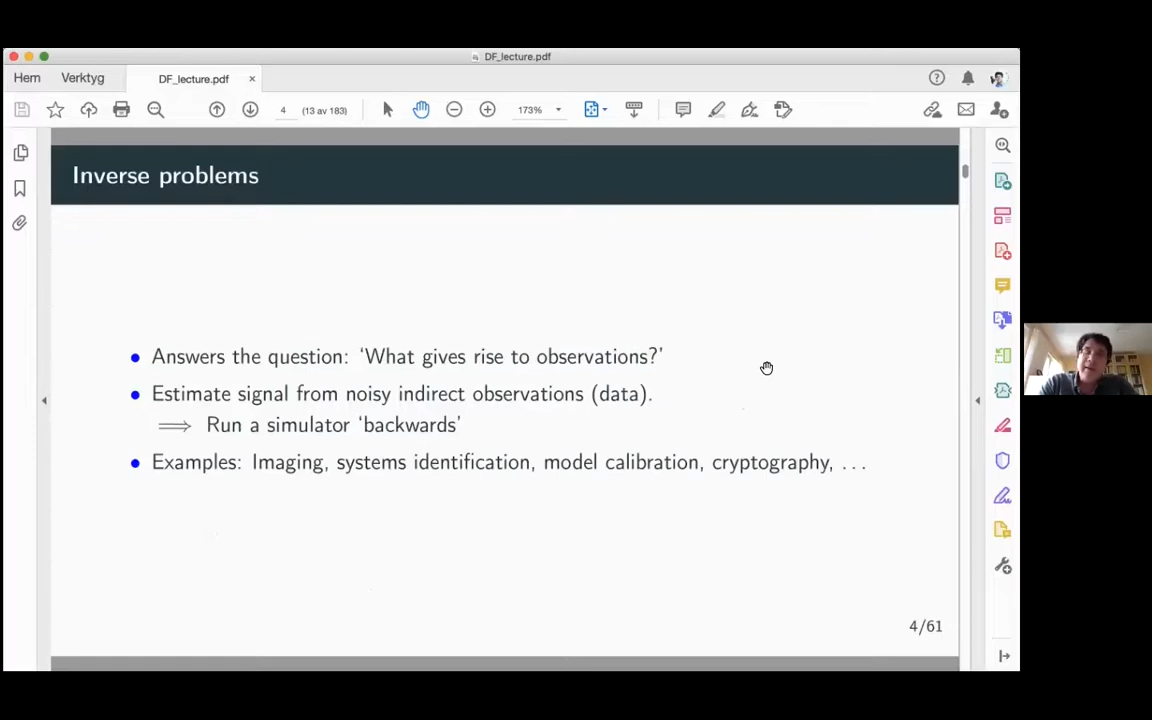 DF_lecture.pdf
Hem Verktyg DF_lecture.pdf ×
4 (13 av 183) 173%
Inverse problems
• Answers the question: ‘What gives rise to observations?’
• Estimate signal from noisy indirect observations (data).
⟹ Run a simulator ‘backwards’
• Examples: Imaging, systems identification, model calibration, cryptography, . . .
4/61